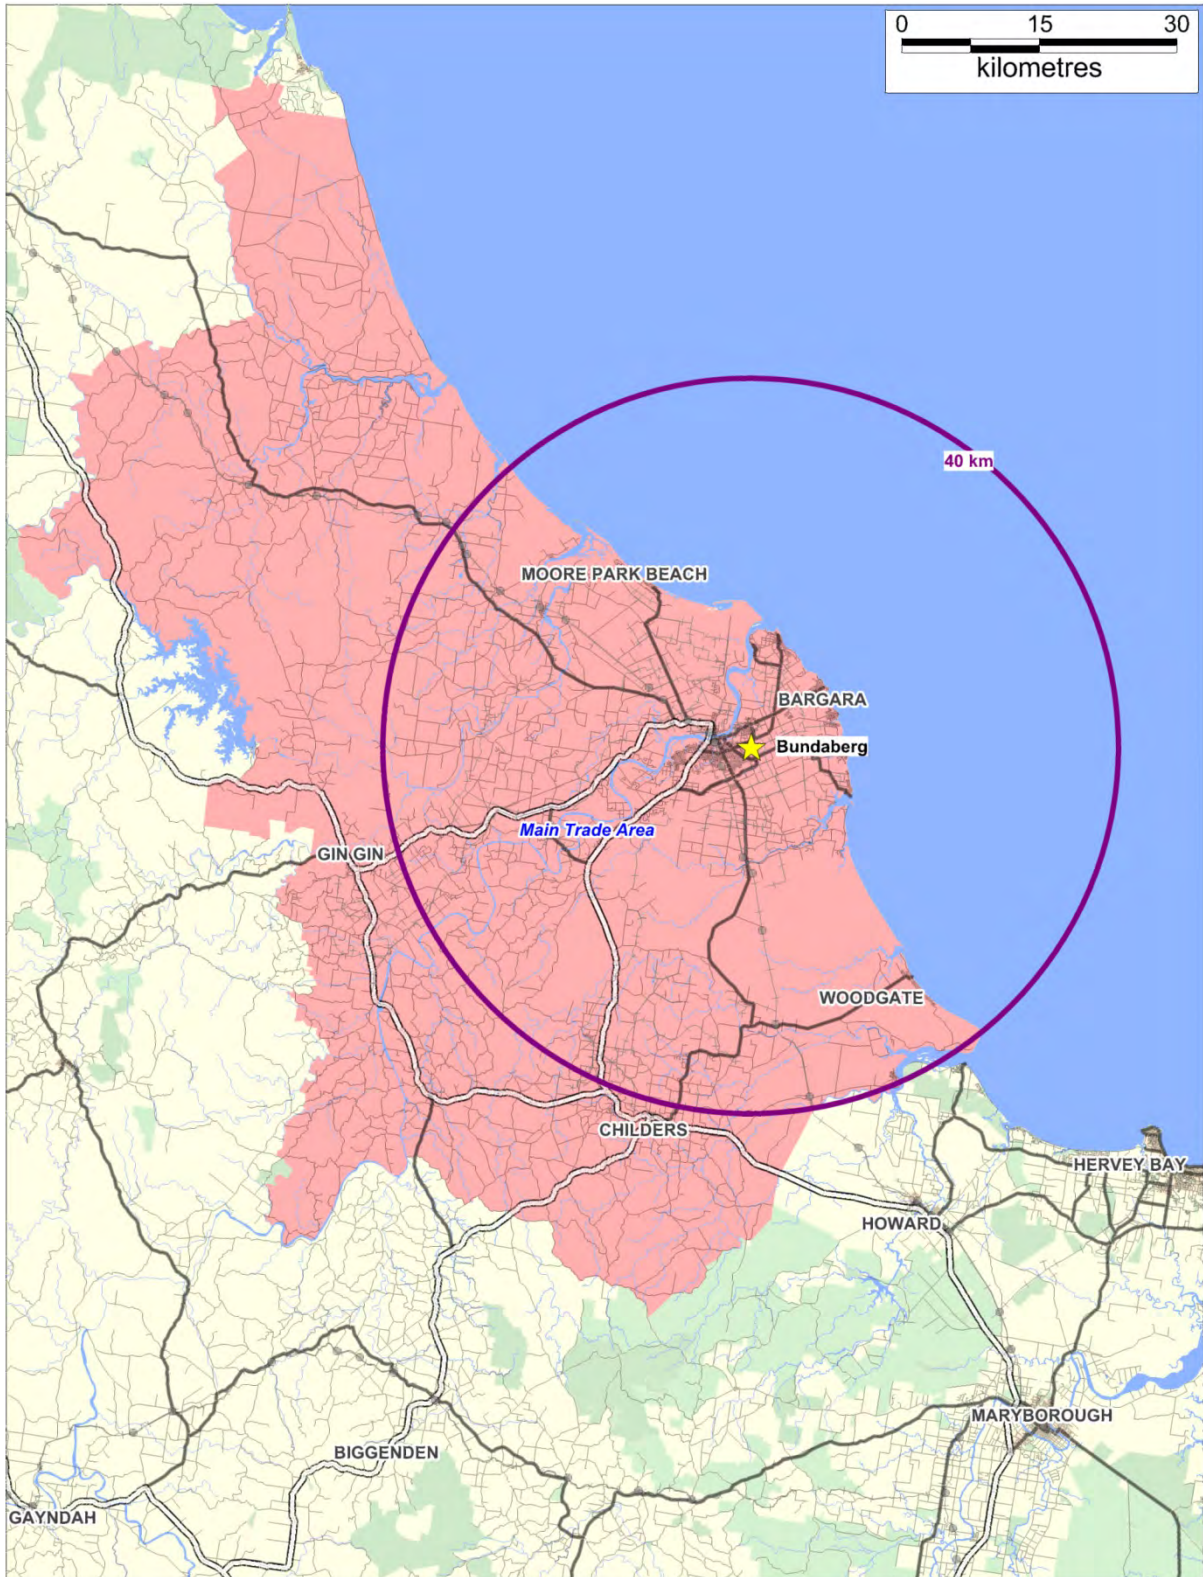 0 15 30
kilometres
40 km
MOORE PARK BEACH
BARGARA
Bundaberg
Main Trade Area
GIN GIN
WOODGATE
CHILDERS
HERVEY BAY
HOWARD
MARYBOROUGH
BIGGENDEN
GAYNDAH